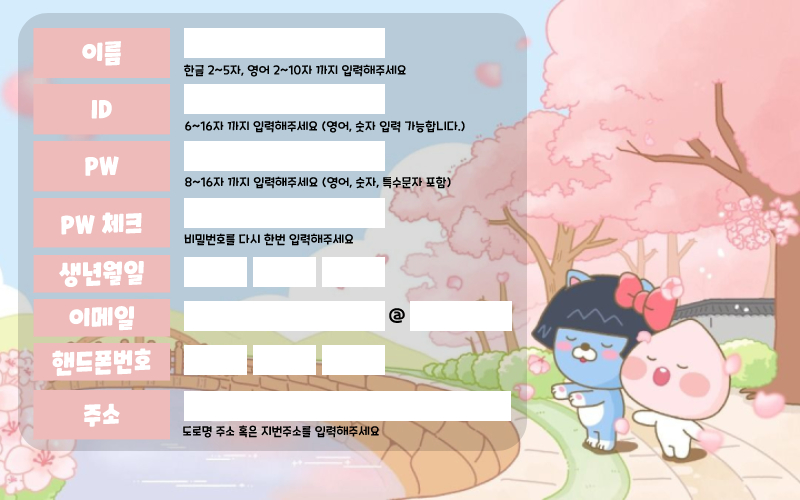 이름
한글 2~5자, 영어 2~10자 까지 입력해주세요
ID
6~16자 까지 입력해주세요 (영어, 숫자 입력 가능합니다.)
PW
8~16자 까지 입력해주세요 (영어, 숫자, 특수문자 포함)
PW 체크
비밀번호를 다시 한번 입력해주세요
생년월일
이메일 @
핸드폰번호
주소
도로명 주소 혹은 지번주소를 입력해주세요